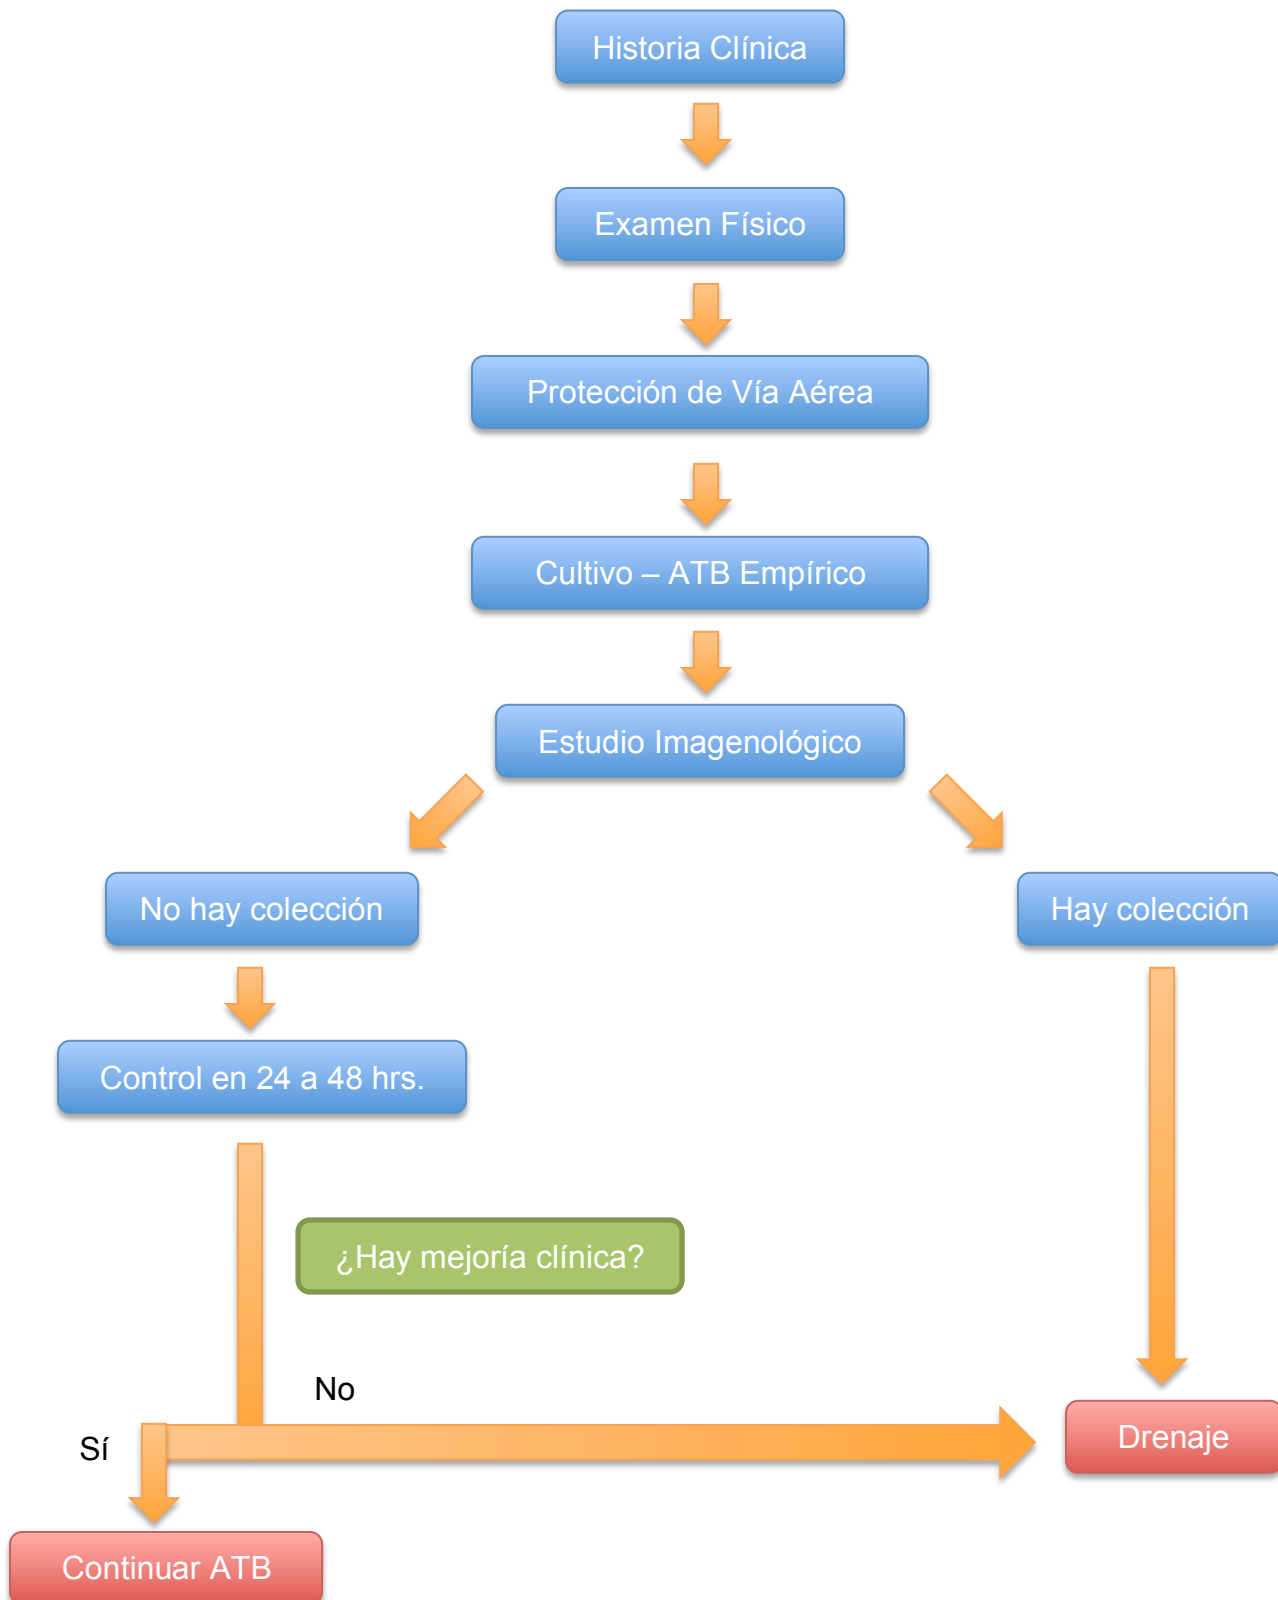 Historia Clínica
Examen Físico
Protección de Vía Aérea
Cultivo – ATB Empírico
Estudio Imagenológico
No hay colección
Hay colección
Control en 24 a 48 hrs.
¿Hay mejoría clínica?
No
Sí
Drenaje
Continuar ATB